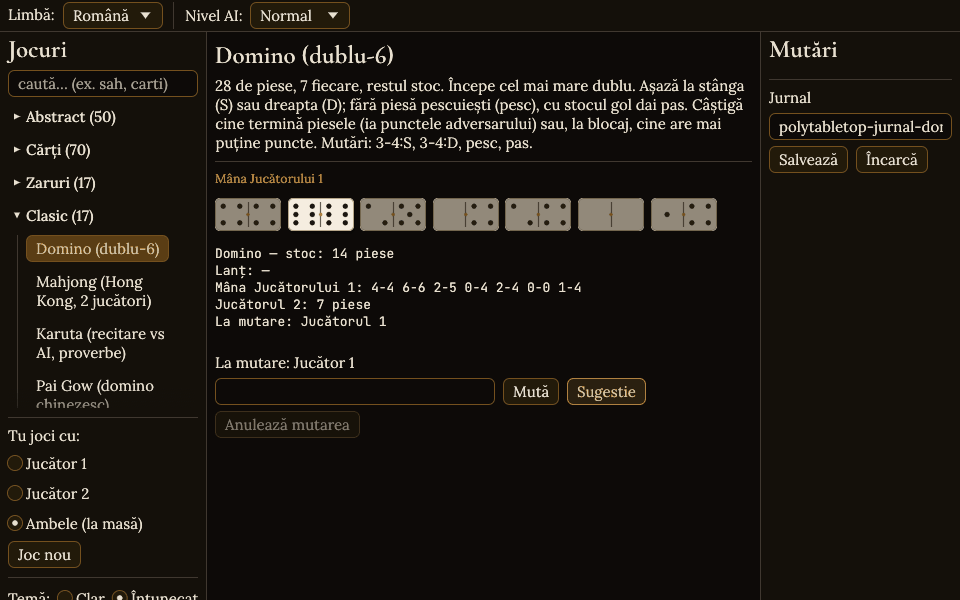 Limbă: Română ▼ Nivel AI: Normal ▼
Jocuri
caută... (ex. sah, carti)
▸ Abstract (50)
▸ Cărți (70)
▸ Zaruri (17)
▾ Clasic (17)
Domino (dublu-6)
Mahjong (Hong
Kong, 2 jucători)
Karuta (recitare vs
AI, proverbe)
Pai Gow (domino
chinezesc)
Tu joci cu:
Jucător 1
Jucător 2
Ambele (la masă)
Joc nou
Temă: Clar Întunecat
Domino (dublu-6)
28 de piese, 7 fiecare, restul stoc. Începe cel mai mare dublu. Așază la stânga
(S) sau dreapta (D); fără piesă pescuiești (pesc), cu stocul gol dai pas. Câștigă
cine termină piesele (ia punctele adversarului) sau, la blocaj, cine are mai
puține puncte. Mutări: 3-4:S, 3-4:D, pesc, pas.
Mâna Jucătorului 1
Domino — stoc: 14 piese
Lanț: —
Mâna Jucătorului 1: 4-4 6-6 2-5 0-4 2-4 0-0 1-4
Jucătorul 2: 7 piese
La mutare: Jucătorul 1
La mutare: Jucător 1
Mută Sugestie
Anulează mutarea
Mutări
Jurnal
polytabletop-jurnal-dor
Salvează Încarcă